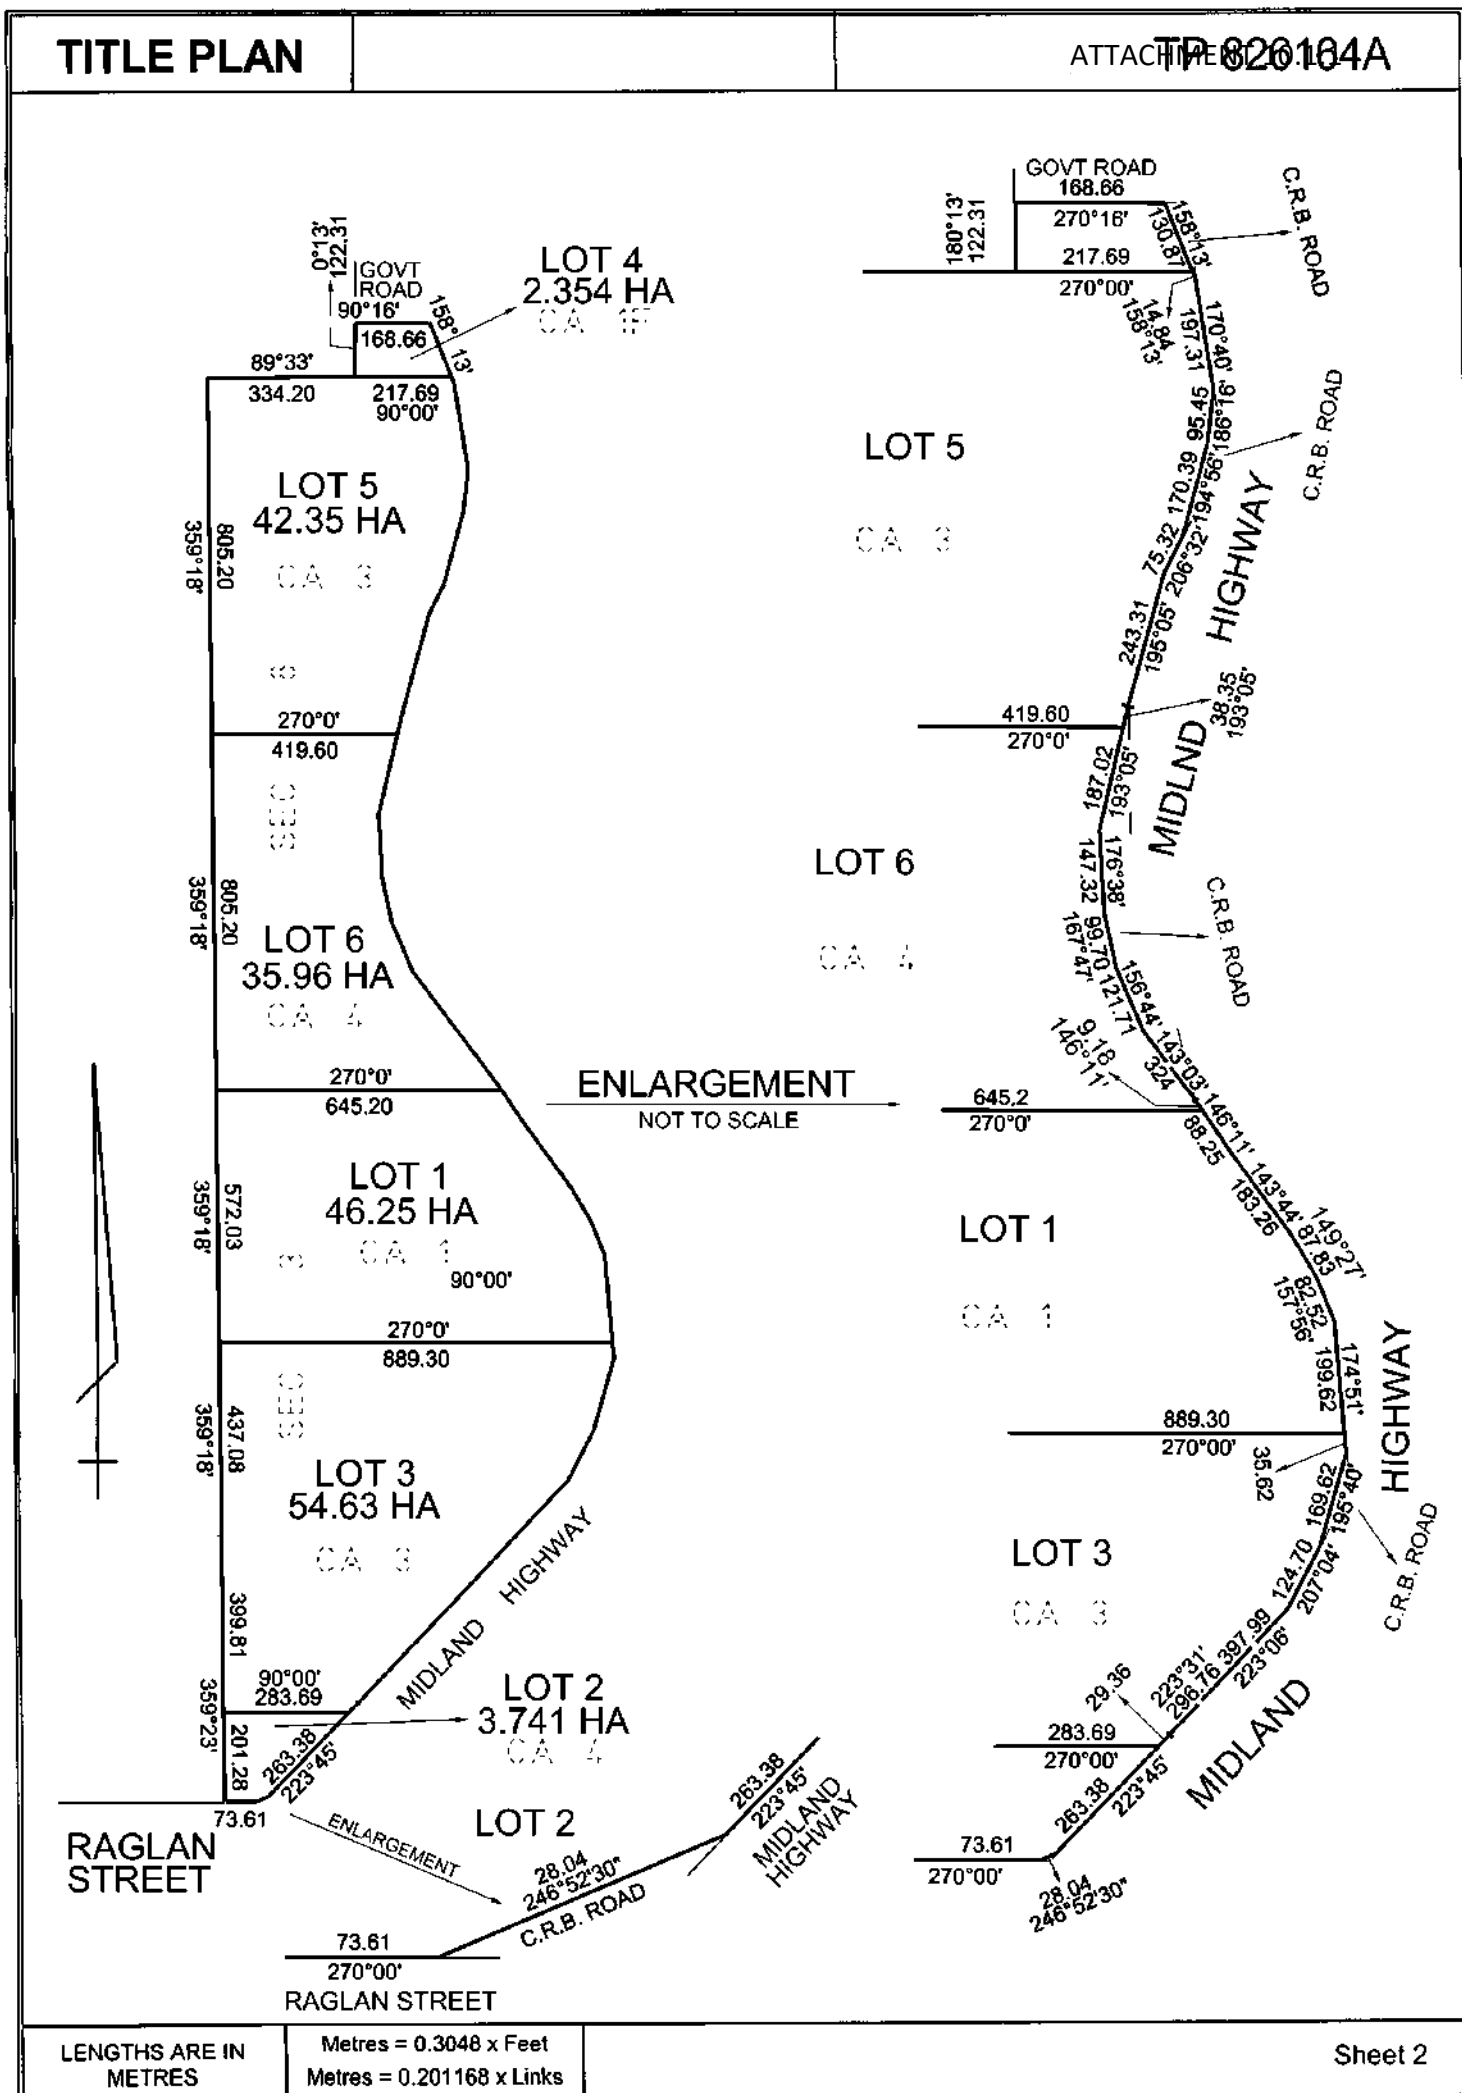 TITLE PLAN
ATTACHMENT 10.1.1
TP 826164A
0°13'
122.31
GOVT
ROAD
90°16'
168.66
158°
13'
LOT 4
2.354 HA
CA 1F
89°33'
334.20
217.69
90°00'
LOT 5
42.35 HA
CA 3
805.20
359°18'
8
270°0'
419.60
SEC
805.20
359°18'
LOT 6
35.96 HA
CA 4
270°0'
645.20
ENLARGEMENT
NOT TO SCALE
LOT 1
46.25 HA
CA 1
90°00'
572.03
359°18'
3
270°0'
889.30
SEC
437.08
359°18'
LOT 3
54.63 HA
CA 3
MIDLAND HIGHWAY
399.81
90°00'
283.69
359°23'
201.28
263.38
223°45'
LOT 2
3.741 HA
CA 4
73.61
RAGLAN
STREET
ENLARGEMENT
LOT 2
263.38
223°45'
MIDLAND
HIGHWAY
28.04
246°52'30"
C.R.B. ROAD
73.61
270°00'
RAGLAN STREET
GOVT ROAD
168.66
270°16'
180°13'
122.31
217.69
270°00'
158°13'
130.87
C.R.B. ROAD
14.84
158°13'
170°40'
197.31
186°16'
95.45
C.R.B. ROAD
LOT 5
CA 3
194°56'
170.39
206°32'
75.32
195°05'
243.31
HIGHWAY
38.35
193°05'
419.60
270°0'
MIDLND
187.02
193°05'
LOT 6
CA 4
176°38'
147.32
C.R.B. ROAD
99.70
167°47'
156°44'
121.71
143°03'
324
9.18
146°11'
645.2
270°0'
146°11'
88.25
143°44'
183.26
149°27'
87.83
LOT 1
CA 1
82.52
157°56'
174°51'
199.62
HIGHWAY
889.30
270°00'
35.62
169.62
195°40'
C.R.B. ROAD
LOT 3
CA 3
124.70
207°04'
397.99
223°06'
223°31'
296.76
29.36
MIDLAND
283.69
270°00'
263.38
223°45'
73.61
270°00'
28.04
246°52'30"
LENGTHS ARE IN
METRES
Metres = 0.3048 x Feet
Metres = 0.201168 x Links
Sheet 2